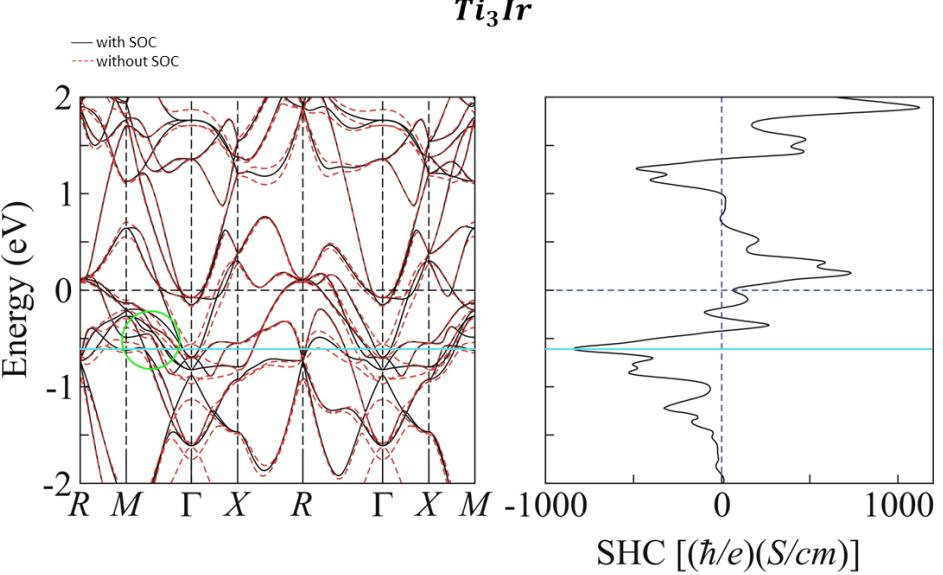 Ti₃Ir
with SOC
without SOC
Energy (eV)
2
1
0
-1
-2
R M Γ X R Γ X M
-1000 0 1000
SHC [(ħ/e)(S/cm)]